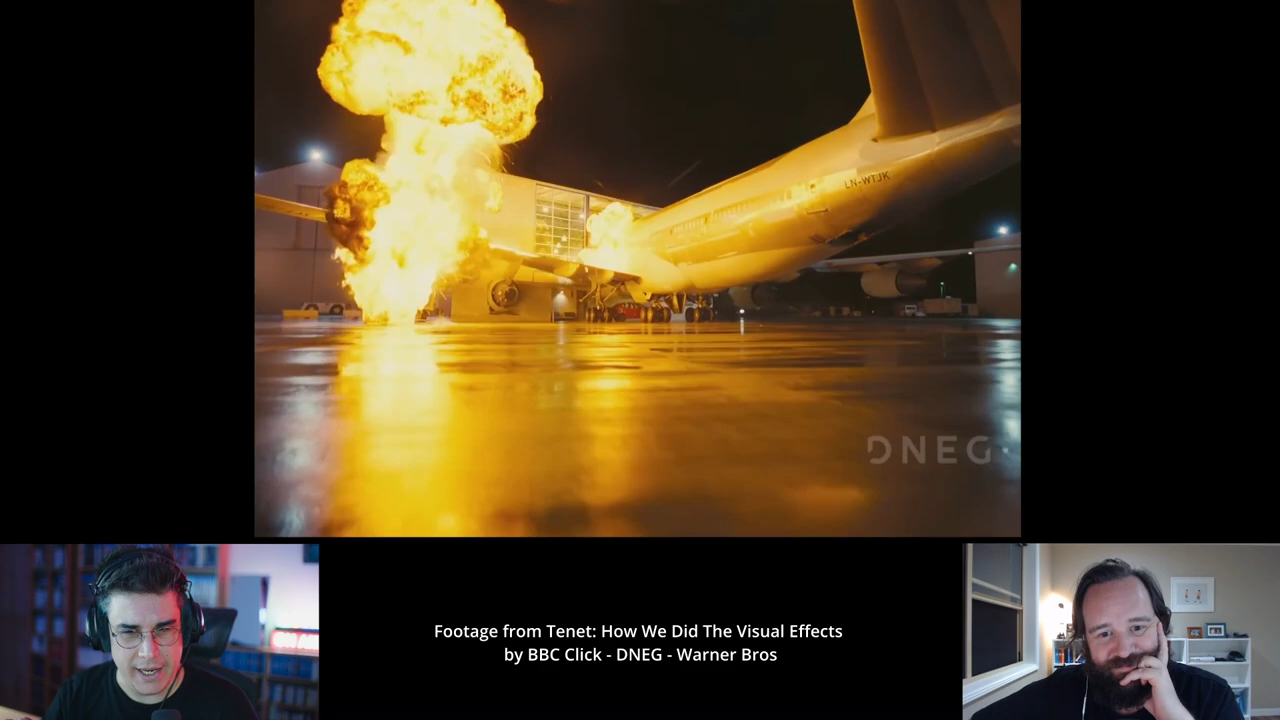 LN-WTJK
DNEG
Footage from Tenet: How We Did The Visual Effects
by BBC Click - DNEG - Warner Bros